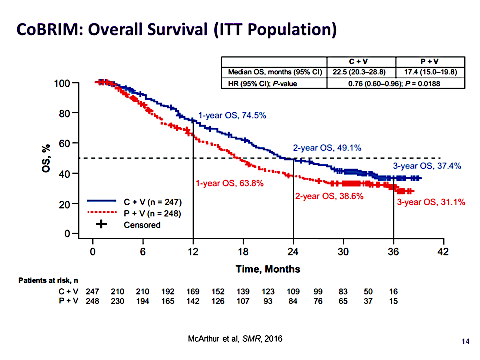 CoBRIM: Overall Survival (ITT Population)
C + V P + V
Median OS, months (95% CI) 22.5 (20.3–28.8) 17.4 (15.0–19.8)
HR (95% CI); P-value 0.76 (0.60–0.96); P = 0.0188
OS, %
100
80
60
40
20
0
1-year OS, 74.5%
2-year OS, 49.1%
3-year OS, 37.4%
1-year OS, 63.8%
2-year OS, 38.6%
3-year OS, 31.1%
C + V (n = 247)
P + V (n = 248)
Censored
0 6 12 18 24 30 36 42
Time, Months
Patients at risk, n
C + V 247 210 210 192 169 152 139 123 109 99 83 50 16
P + V 248 230 194 165 142 126 107 93 84 76 65 37 15
McArthur et al, SMR, 2016
14